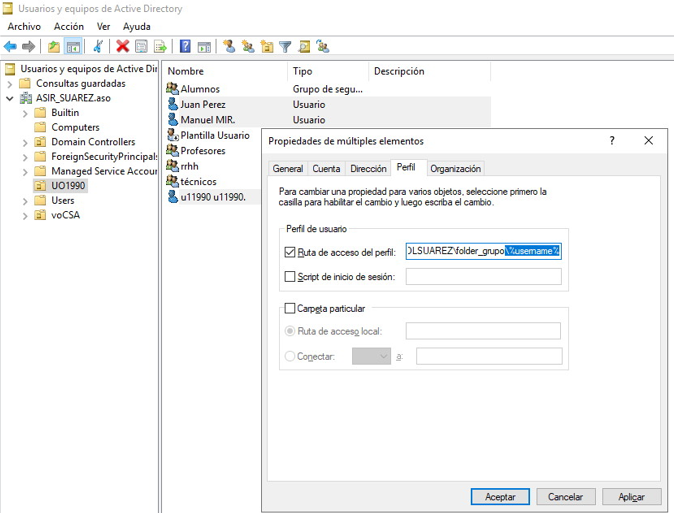 Usuarios y equipos de Active Directory
Archivo Acción Ver Ayuda
Usuarios y equipos de Active Dir
Consultas guardadas
ASIR_SUAREZ.aso
Builtin
Computers
Domain Controllers
ForeignSecurityPrincipals
Managed Service Accour
UO1990
Users
voCSA
Nombre Tipo Descripción
Alumnos Grupo de segu...
Juan Perez Usuario
Manuel MIR. Usuario
Plantilla Usuario
Profesores
rrhh
técnicos
u11990 u11990.
Propiedades de múltiples elementos
General Cuenta Dirección Perfil Organización
Para cambiar una propiedad para varios objetos, seleccione primero la
casilla para habilitar el cambio y luego escriba el cambio.
Perfil de usuario
Ruta de acceso del perfil: OLSUAREZ\folder_grupo\%username%
Script de inicio de sesión:
Carpeta particular
Ruta de acceso local:
Conectar: a:
Aceptar Cancelar Aplicar